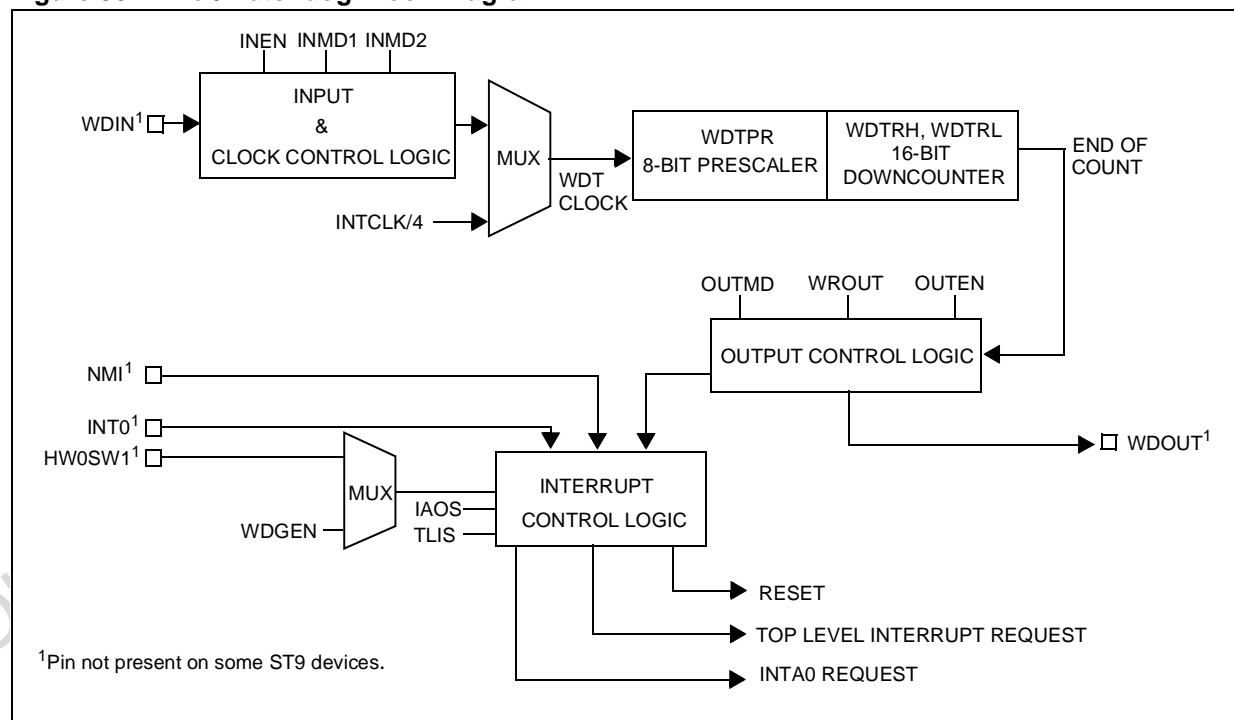 INEN INMD1 INMD2
INPUT
&
CLOCK CONTROL LOGIC
WDIN1
MUX
WDT
CLOCK
INTCLK/4
WDTPR
8-BIT PRESCALER
WDTRH, WDTRL
16-BIT
DOWNCOUNTER
END OF
COUNT
OUTMD WROUT OUTEN
OUTPUT CONTROL LOGIC
NMI1
INT01
HW0SW11
MUX
WDGEN
IAOS
TLIS
INTERRUPT
CONTROL LOGIC
WDOUT1
RESET
TOP LEVEL INTERRUPT REQUEST
INTA0 REQUEST
1Pin not present on some ST9 devices.